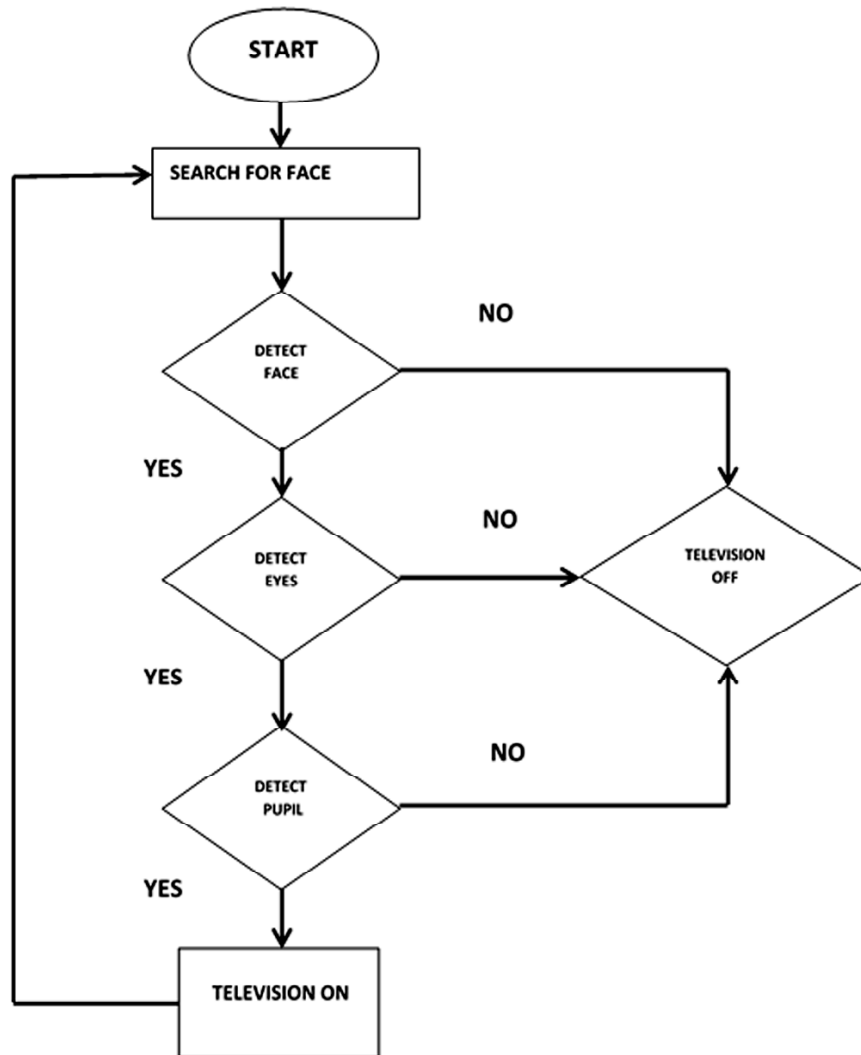 START
SEARCH FOR FACE
NO
DETECT
FACE
YES
NO
DETECT
EYES
TELEVISION
OFF
YES
NO
DETECT
PUPIL
YES
TELEVISION ON